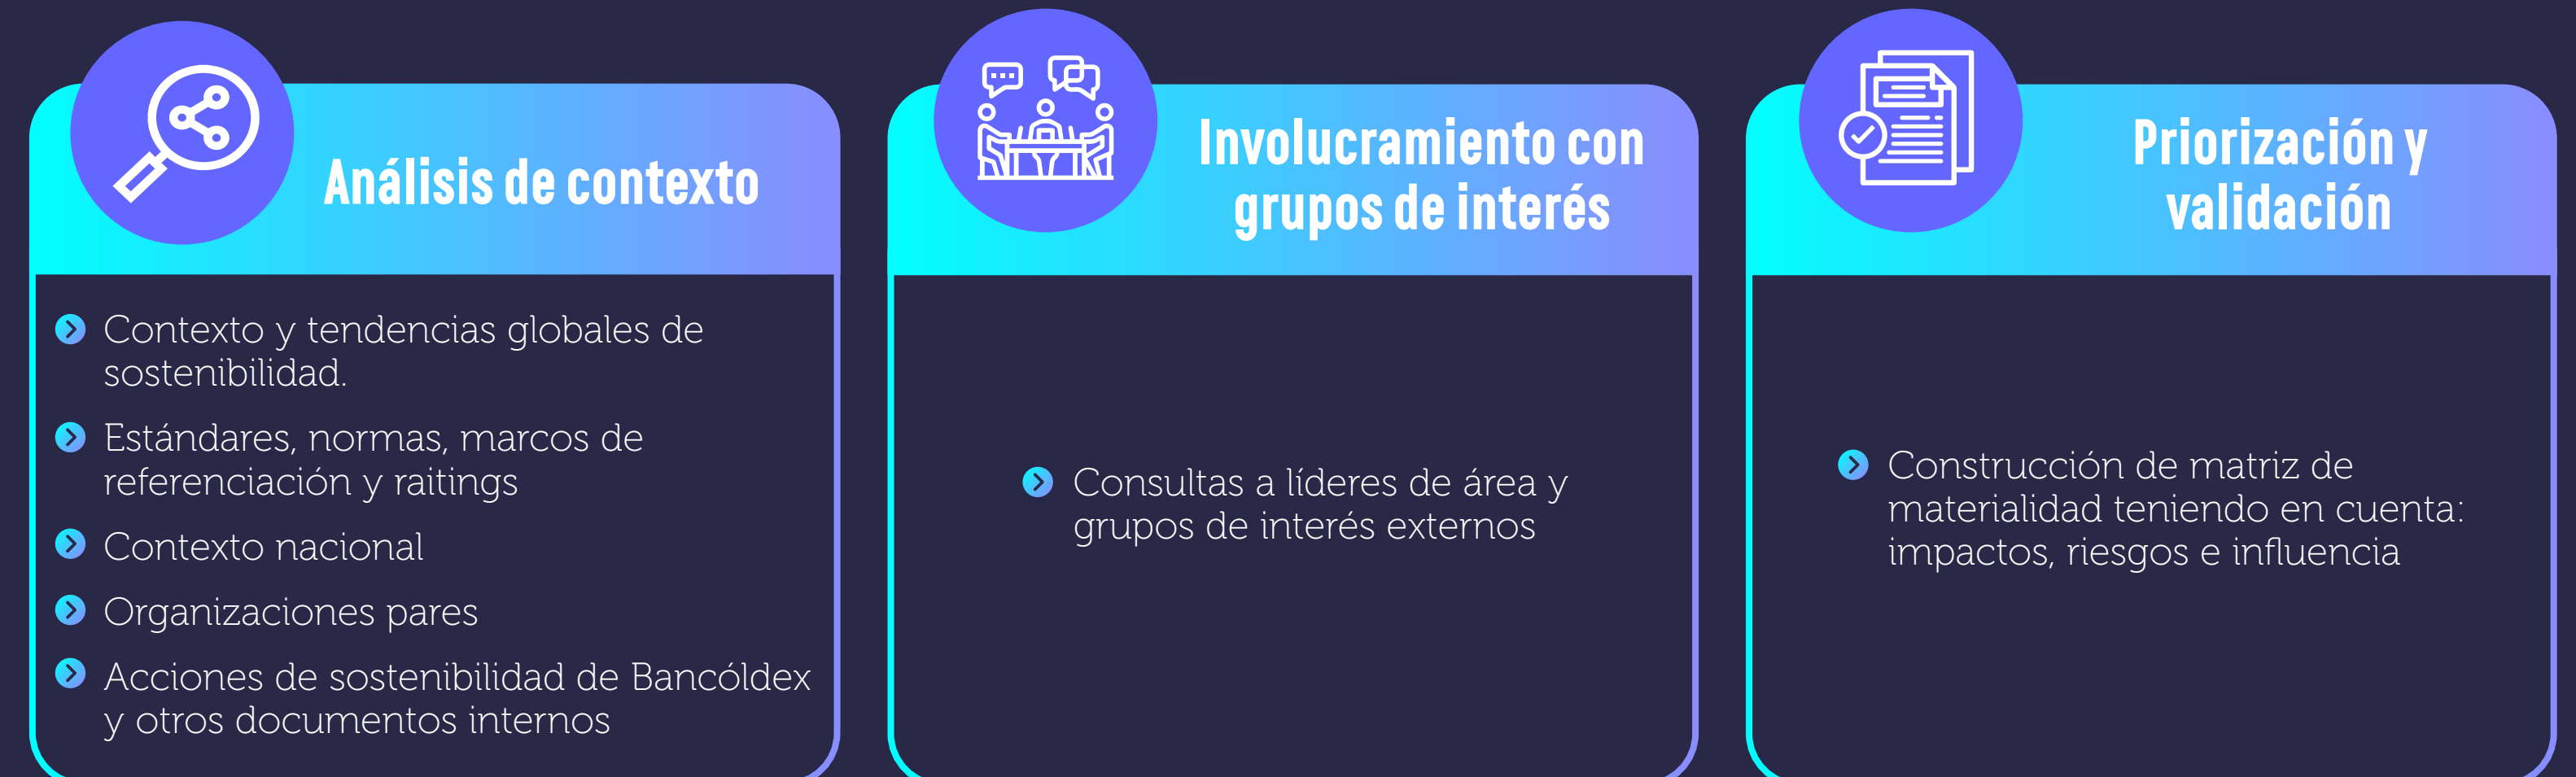 Análisis de contexto
Contexto y tendencias globales de
sostenibilidad.
Estándares, normas, marcos de
referenciación y raitings
Contexto nacional
Organizaciones pares
Acciones de sostenibilidad de Bancóldex
y otros documentos internos
Involucramiento con
grupos de interés
Consultas a líderes de área y
grupos de interés externos
Priorización y
validación
Construcción de matriz de
materialidad teniendo en cuenta:
impactos, riesgos e influencia